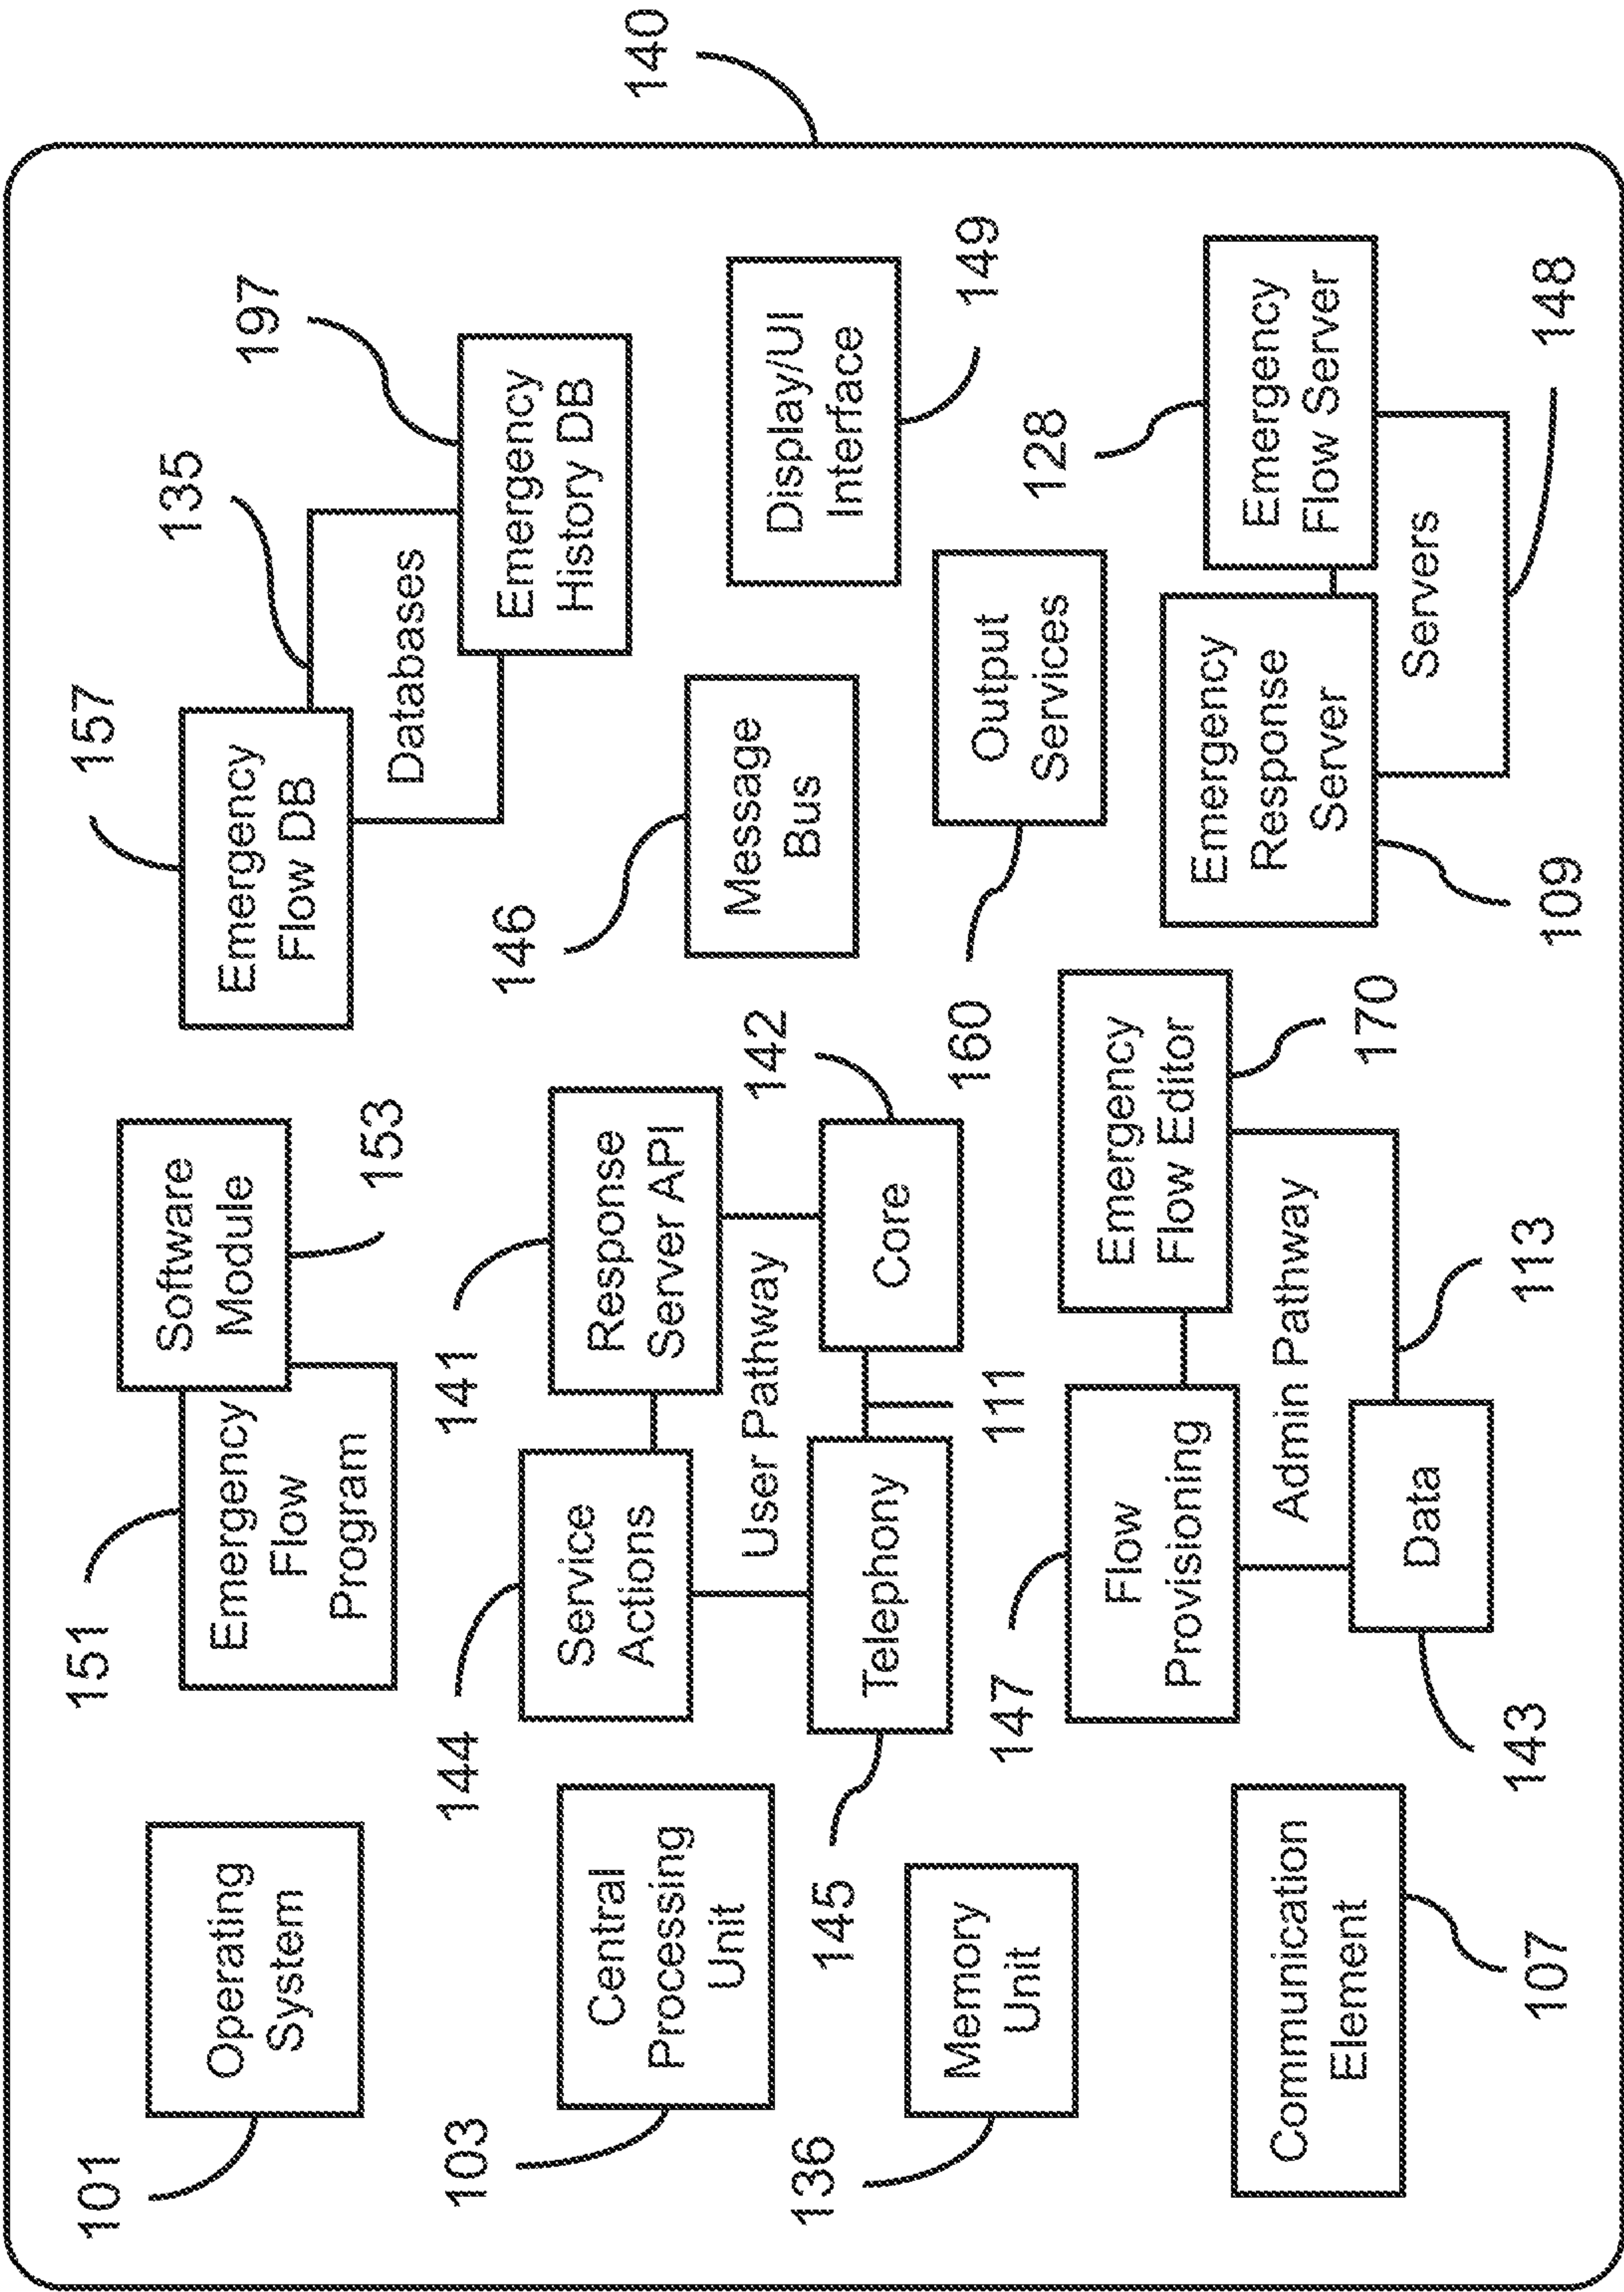 140
101
Operating
System
151
Emergency
Flow
Program
Software
Module
153
157
Emergency
Flow DB
135
Databases
197
Emergency
History DB
103
Central
Processing
Unit
144
Service
Actions
141
Response
Server API
User Pathway
142
Core
Telephony
145
111
146
Message
Bus
Display/UI
Interface
149
136
Memory
Unit
160
Output
Services
147
Flow
Provisioning
Emergency
Flow Editor
170
Admin Pathway
113
Data
143
Communication
Element
107
128
Emergency
Response
Server
109
Emergency
Flow Server
Servers
148